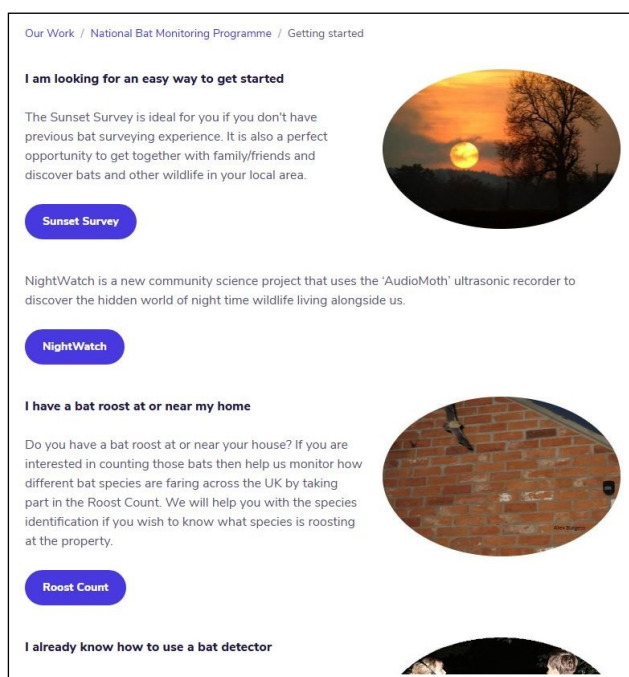 Our Work / National Bat Monitoring Programme / Getting started
I am looking for an easy way to get started
The Sunset Survey is ideal for you if you don't have
previous bat surveying experience. It is also a perfect
opportunity to get together with family/friends and
discover bats and other wildlife in your local area.
Sunset Survey
NightWatch is a new community science project that uses the ‘AudioMoth’ ultrasonic recorder to
discover the hidden world of night time wildlife living alongside us.
NightWatch
I have a bat roost at or near my home
Do you have a bat roost at or near your house? If you are
interested in counting those bats then help us monitor how
different bat species are faring across the UK by taking
part in the Roost Count. We will help you with the species
identification if you wish to know what species is roosting
at the property.
Roost Count
I already know how to use a bat detector